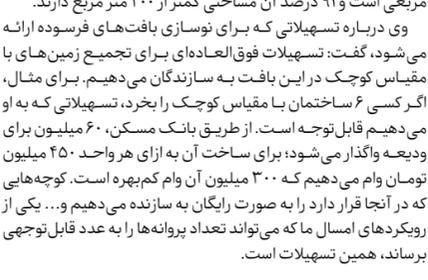 مربعی است و ۹۱ درصد آن مساحتی کمتر از ۲۰۰ متر مربع دارند.
وی درباره تسهیلاتی که برای نوسازی بافت‌های فرسوده ارائه
می‌شود، گفت: تسهیلات فوق‌العاده‌ای برای تجمیع زمین‌های با
مقیاس کوچک در این بافت به سازندگان می‌دهیم. برای مثال،
اگر کسی ۶ ساختمان با مقیاس کوچک را بخرد، تسهیلاتی که به او
می‌دهیم قابل‌توجه است. از طریق بانک مسکن، ۶۰ میلیون برای
ودیعه واگذار می‌شود؛ برای ساخت آن به ازای هر واحد ۴۵۰ میلیون
تومان وام می‌دهیم که ۳۰۰ میلیون آن وام کم‌بهره است. کوچه‌هایی
که در آنجا قرار دارد را به صورت رایگان به سازنده می‌دهیم و... یکی از
رویکردهای امسال ما که می‌تواند تعداد پروانه‌ها را به عدد قابل‌توجهی
برساند، همین تسهیلات است.